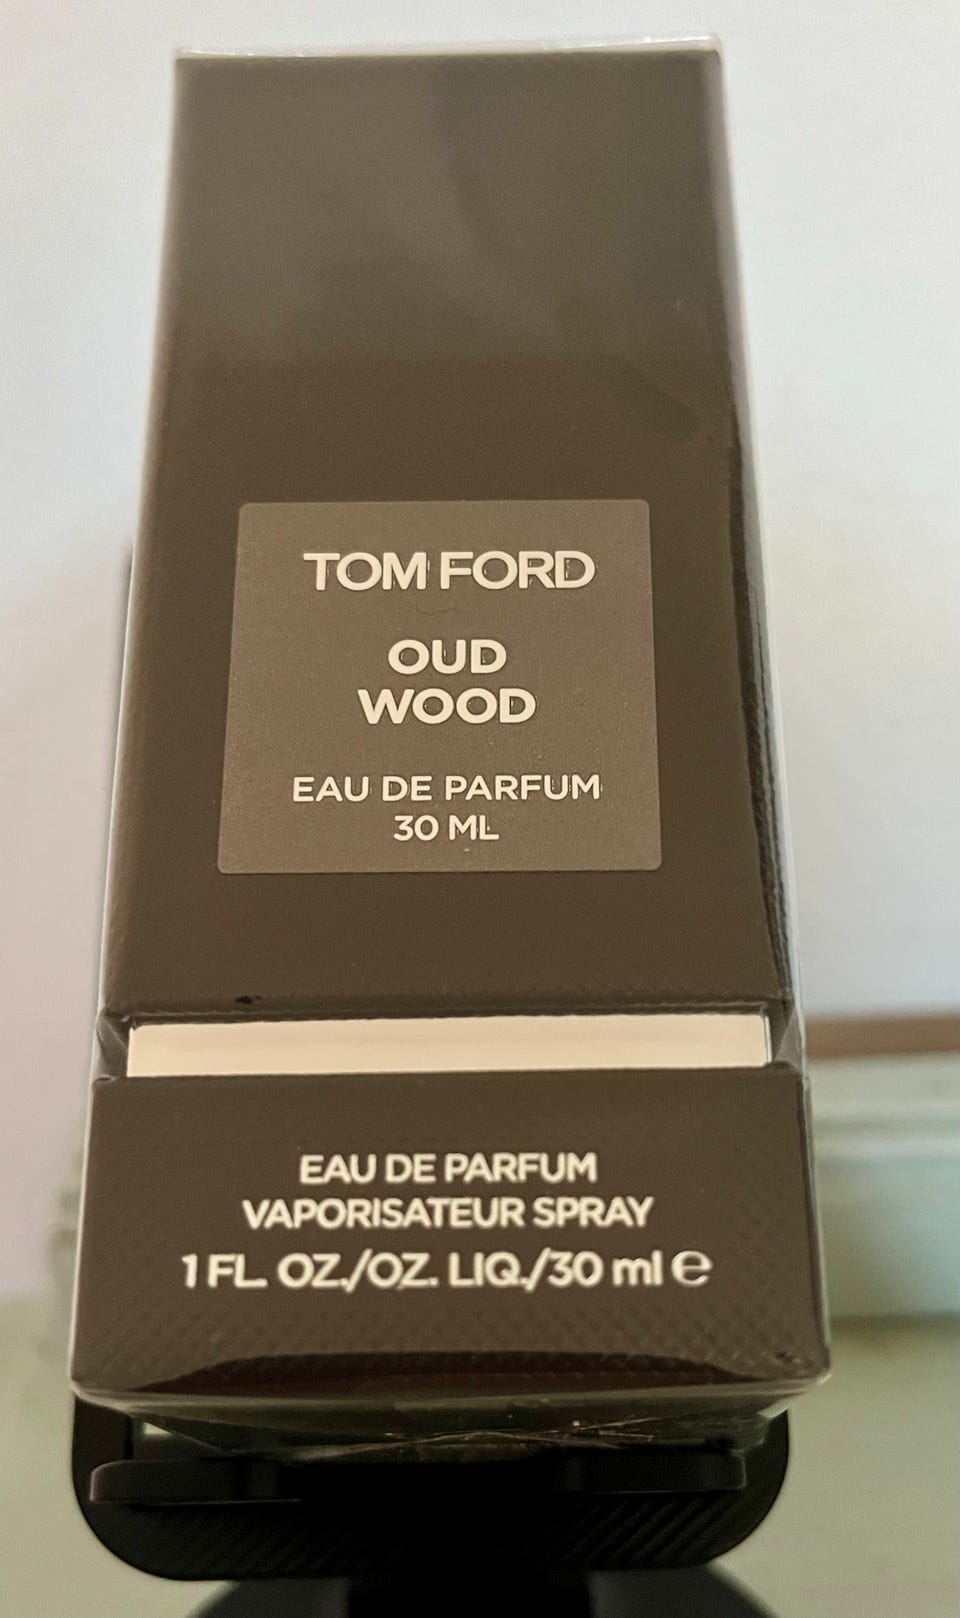 TOM FORD
OUD
WOOD
EAU DE PARFUM
30 ML
EAU DE PARFUM
VAPORISATEUR SPRAY
1 FL. OZ./OZ. LIQ./30 ml ℮